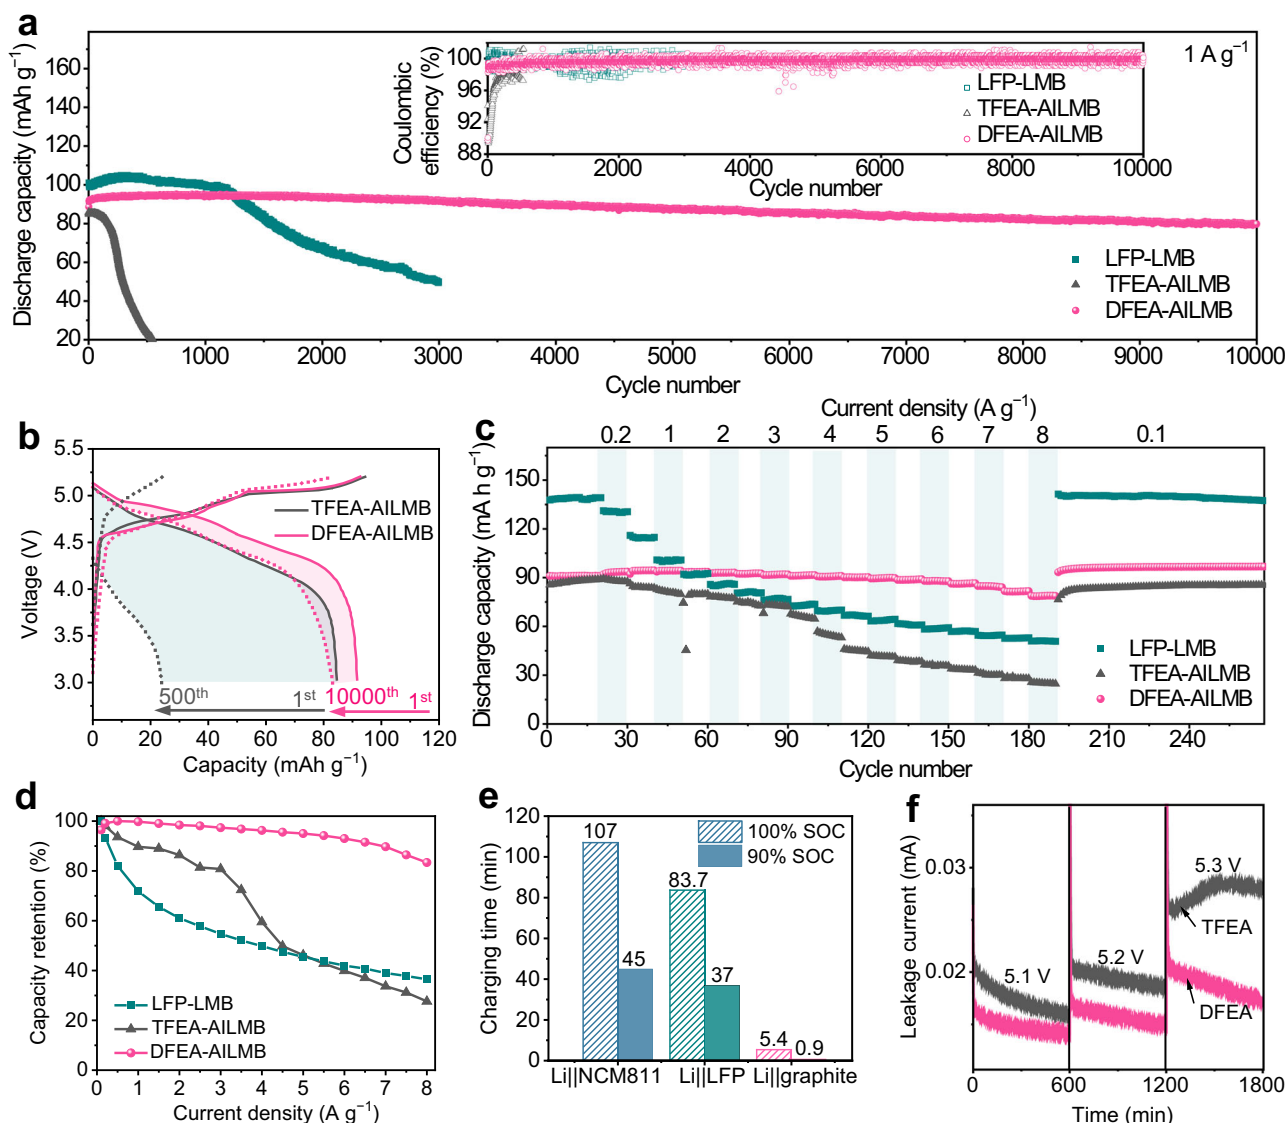 a
Discharge capacity (mAh g⁻¹)
160
140
120
100
80
60
40
20
0
1000
2000
3000
4000
5000
6000
7000
8000
9000
10000
Cycle number
1 A g⁻¹
LFP-LMB
TFEA-AILMB
DFEA-AILMB
Coulombic
efficiency (%)
100
96
92
88
0
2000
4000
6000
8000
10000
Cycle number
LFP-LMB
TFEA-AILMB
DFEA-AILMB
b
Voltage (V)
5.5
5.0
4.5
4.0
3.5
3.0
TFEA-AILMB
DFEA-AILMB
500th
1st
10000th
1st
0
20
40
60
80
100
120
Capacity (mAh g⁻¹)
c
Current density (A g⁻¹)
0.2
1
2
3
4
5
6
7
8
0.1
Discharge capacity (mA h g⁻¹)
150
120
90
60
30
0
LFP-LMB
TFEA-AILMB
DFEA-AILMB
0
30
60
90
120
150
180
210
240
Cycle number
d
Capacity retention (%)
100
80
60
40
20
0
LFP-LMB
TFEA-AILMB
DFEA-AILMB
0
1
2
3
4
5
6
7
8
Current density (A g⁻¹)
e
Charging time (min)
120
100
80
60
40
20
0
100% SOC
90% SOC
107
45
83.7
37
5.4
0.9
Li||NCM811
Li||LFP
Li||graphite
f
Leakage current (mA)
0.03
0.02
5.1 V
5.2 V
5.3 V
TFEA
DFEA
0
600
1200
1800
Time (min)